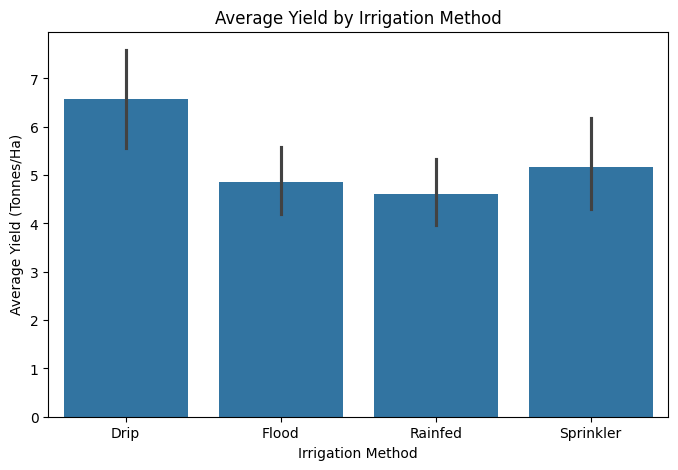 Average Yield by Irrigation Method
Average Yield (Tonnes/Ha)
7
6
5
4
3
2
1
0
Drip
Flood
Rainfed
Sprinkler
Irrigation Method